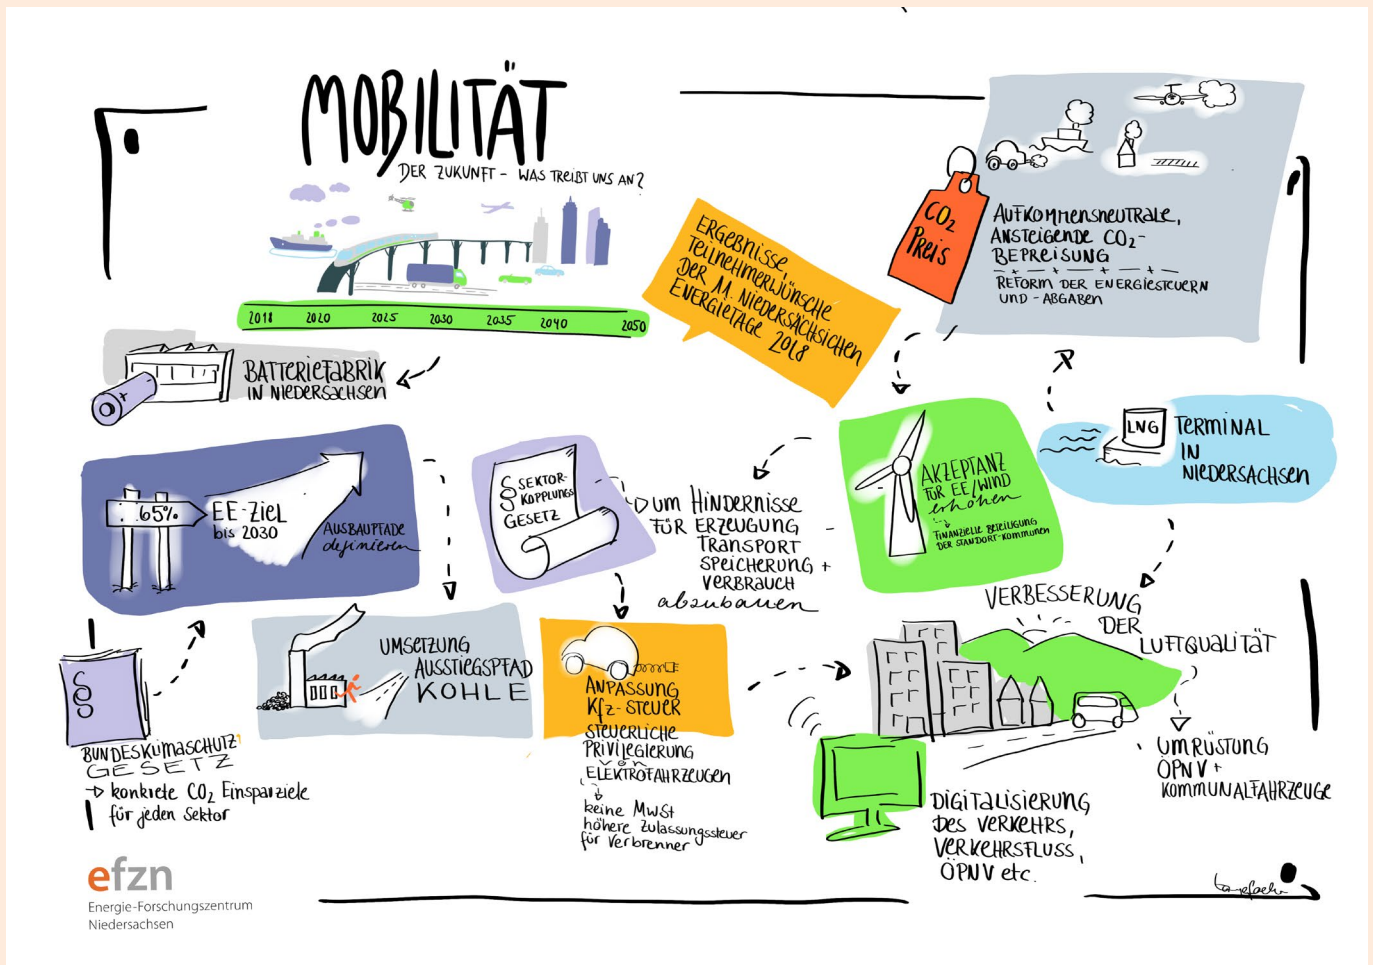 MOBILITÄT
DER ZUKUNFT - WAS TREIBT UNS AN?
2018 2020 2025 2030 2035 2040 2050
ERGEBNISSE
TEILNEHMERWÜNSCHE
DER 11. NIEDERSÄCHSICHEN
ENERGIETAGE 2018
CO2
PREIS
AUFKOMMENSNEUTRALE,
ANSTEIGENDE CO2-
BEPREISUNG
REFORM DER ENERGIESTEUERN
UND - ABGABEN
BATTERIEFABRIK
IN NIEDERSACHSEN
65%
EE-ZIEL
bis 2030
AUSBAUPFADE
definieren
§ SEKTOR-
§ KOPPLUNGS
GESETZ
UM HINDERNISSE
FÜR ERZEUGUNG
TRANSPORT
SPEICHERUNG +
VERBRAUCH
abzubauen
AKZEPTANZ
FÜR EE/WIND
erhöhen
FINANZIELLE BETEILIGUNG
DER STANDORT-KOMMUNEN
LNG
TERMINAL
IN
NIEDERSACHSEN
§
BUNDESKLIMASCHUTZ
GESETZ
→ konkrete CO2 Einsparziele
für jeden Sektor
UMSETZUNG
AUSSTIEGSPFAD
KOHLE
ANPASSUNG
Kfz-STEUER
STEUERLICHE
PRIVILEGIERUNG
VON
ELEKTROFAHRZEUGEN
keine MwSt
höhere Zulassungssteuer
für Verbrenner
VERBESSERUNG
DER
LUFTQUALITÄT
UMRÜSTUNG
ÖPNV +
KOMMUNALFAHRZEUGE
DIGITALISIERUNG
DES VERKEHRS,
VERKEHRSFLUSS,
ÖPNV etc.
efzn
Energie-Forschungszentrum
Niedersachsen